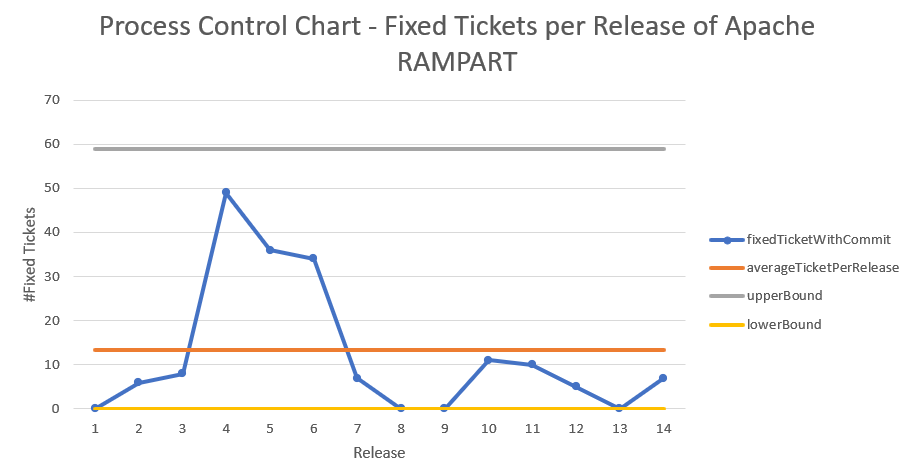 Process Control Chart - Fixed Tickets per Release of Apache
RAMPART
70
60
50
40
30
20
10
0
#Fixed Tickets
1 2 3 4 5 6 7 8 9 10 11 12 13 14
Release
fixedTicketWithCommit
averageTicketPerRelease
upperBound
lowerBound